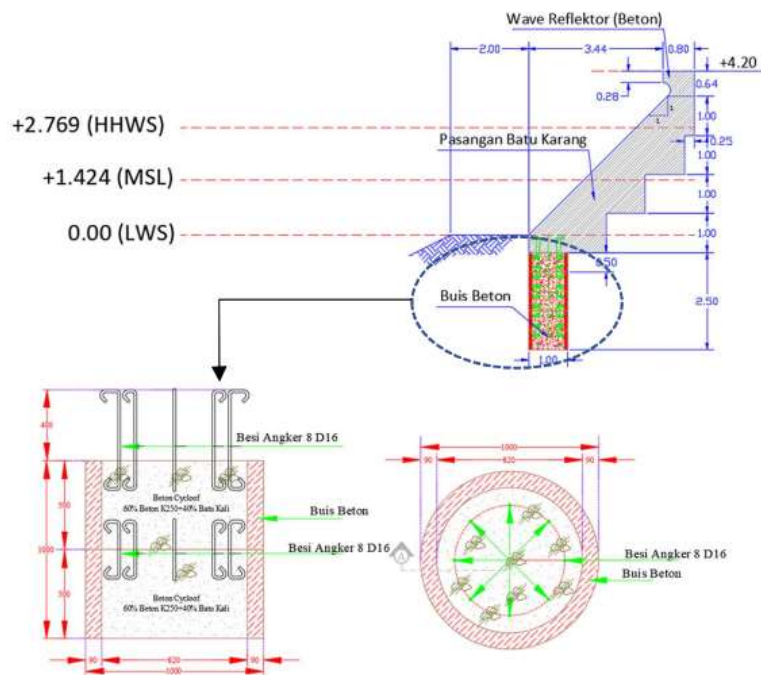 Wave Reflektor (Beton)
2.00
3.44
0.80
+4.20
0.64
0.28
1
1
1.00
+2.769 (HHWS)
0.25
Pasangan Batu Karang
1.00
+1.424 (MSL)
1.00
0.00 (LWS)
1.00
0.50
Buis Beton
2.50
1.00
400
Besi Angker 8 D16
1000
90
820
90
500
Beton Cycloof
60% Beton K250+40% Batu Kali
Buis Beton
1000
Besi Angker 8 D16
A
Besi Angker 8 D16
500
Buis Beton
Beton Cycloof
60% Beton K250+40% Batu Kali
90
820
90
1000